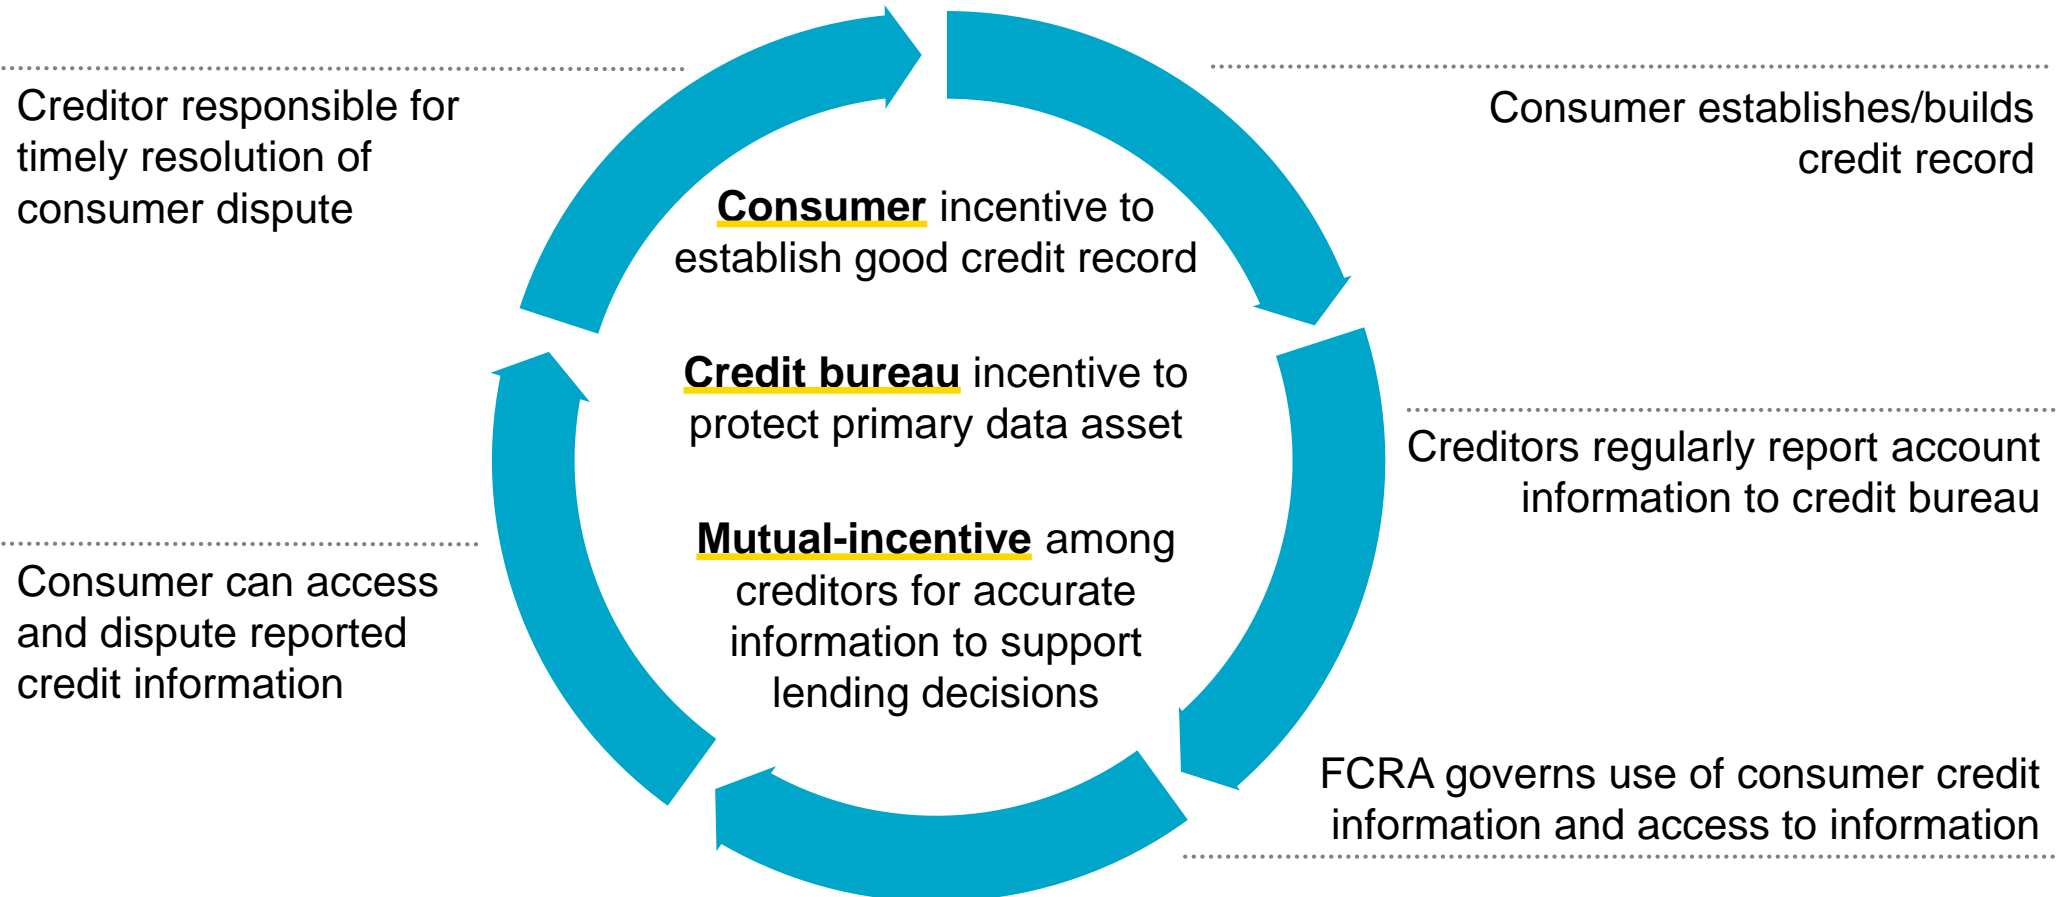 Creditor responsible for
timely resolution of
consumer dispute
Consumer establishes/builds
credit record
Consumer incentive to
establish good credit record
Credit bureau incentive to
protect primary data asset
Mutual-incentive among
creditors for accurate
information to support
lending decisions
Creditors regularly report account
information to credit bureau
Consumer can access
and dispute reported
credit information
FCRA governs use of consumer credit
information and access to information